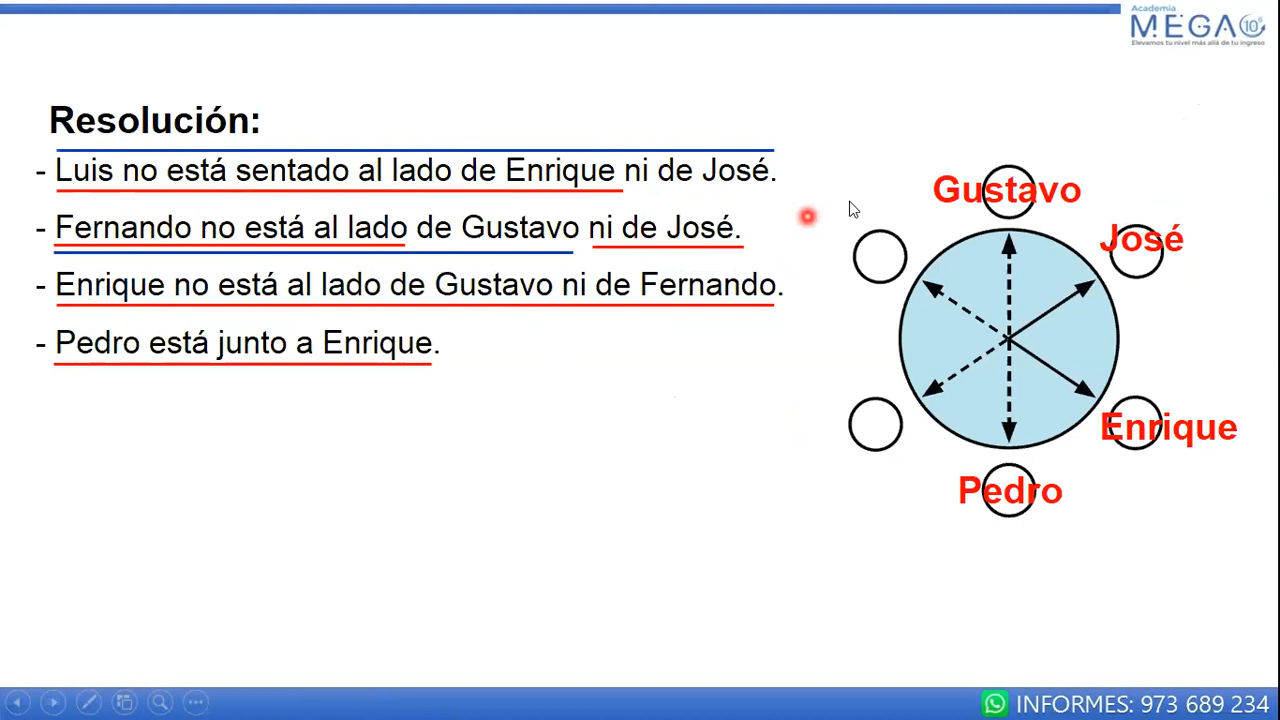 Academia
MEGA 10⁶
Elevamos tu nivel más allá de tu ingreso
Resolución:
- Luis no está sentado al lado de Enrique ni de José.
- Fernando no está al lado de Gustavo ni de José.
- Enrique no está al lado de Gustavo ni de Fernando.
- Pedro está junto a Enrique.
Gustavo
José
Enrique
Pedro
INFORMES: 973 689 234